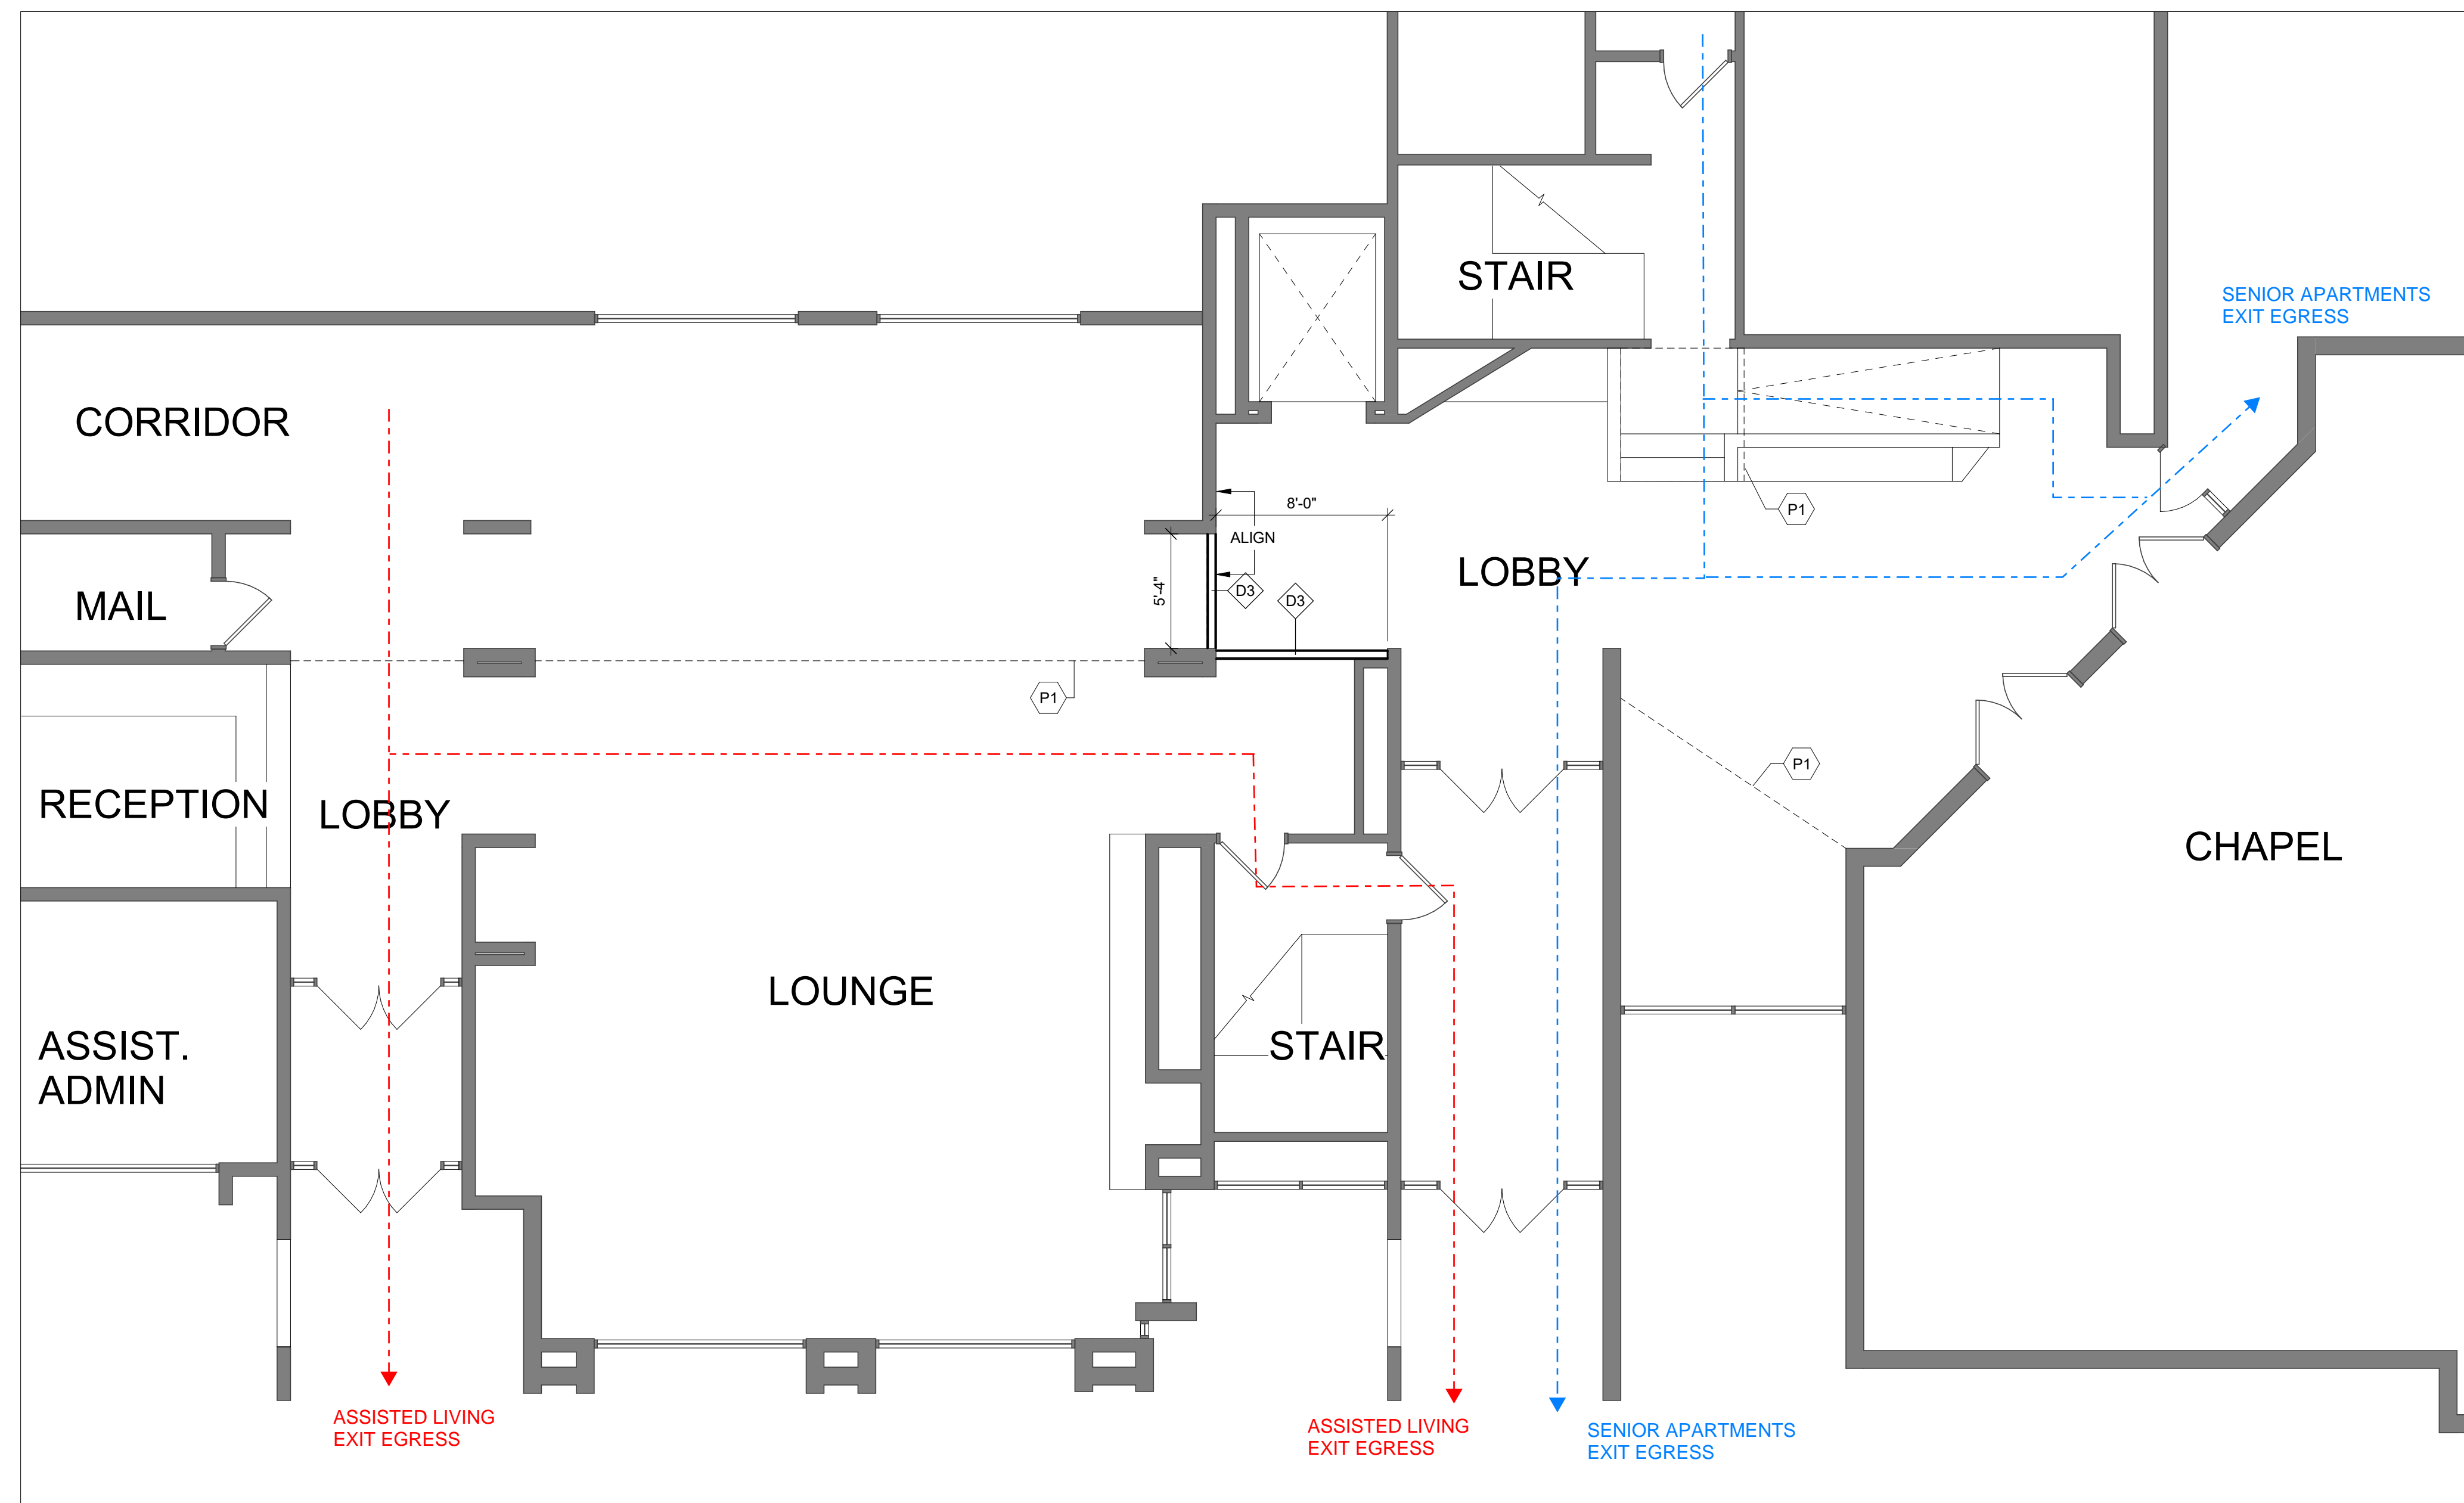 STAIR
SENIOR APARTMENTS
EXIT EGRESS
CORRIDOR
8'-0"
P1
ALIGN
LOBBY
5'-4"
D3
D3
MAIL
P1
P1
RECEPTION
LOBBY
CHAPEL
LOUNGE
ASSIST.
ADMIN
STAIR
ASSISTED LIVING
EXIT EGRESS
ASSISTED LIVING
EXIT EGRESS
SENIOR APARTMENTS
EXIT EGRESS